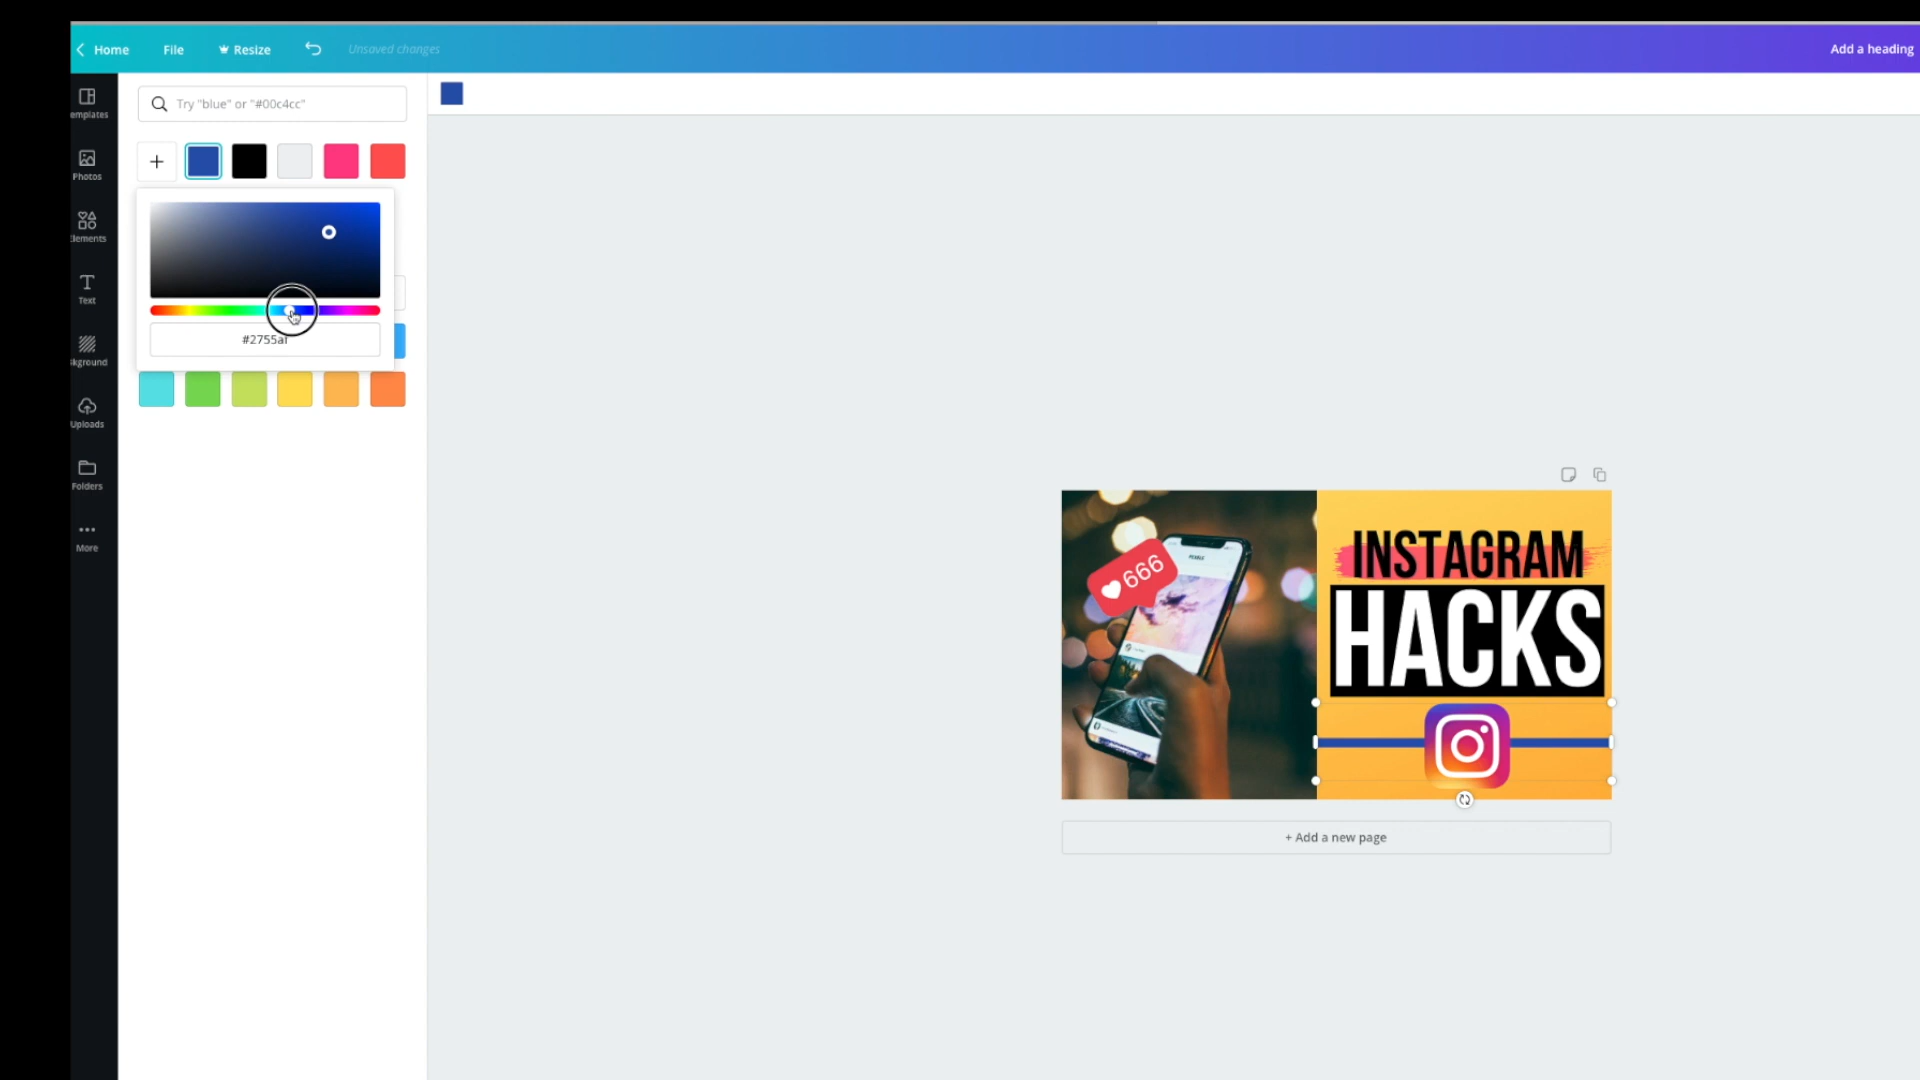 Home File Resize Unsaved changes Add a heading
emplates
Try "blue" or "#00c4cc"
Photos
lements
Text
#2755af
kground
Uploads
Folders
More
666
INSTAGRAM
HACKS
+ Add a new page